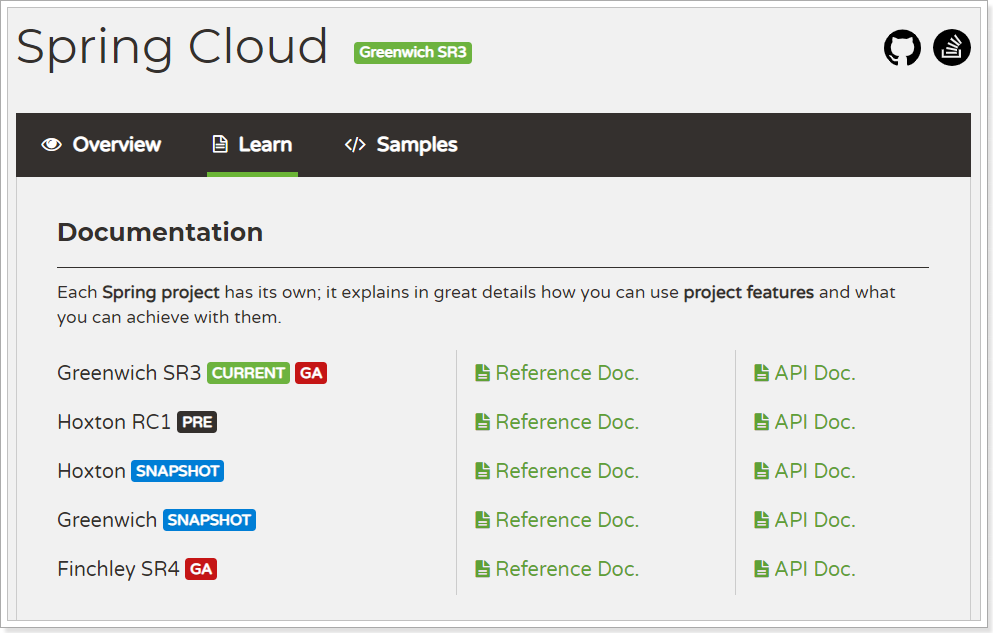 Spring Cloud Greenwich SR3
Overview Learn Samples
Documentation
Each Spring project has its own; it explains in great details how you can use project features and what
you can achieve with them.
Greenwich SR3 CURRENT GA Reference Doc. API Doc.
Hoxton RC1 PRE Reference Doc. API Doc.
Hoxton SNAPSHOT Reference Doc. API Doc.
Greenwich SNAPSHOT Reference Doc. API Doc.
Finchley SR4 GA Reference Doc. API Doc.